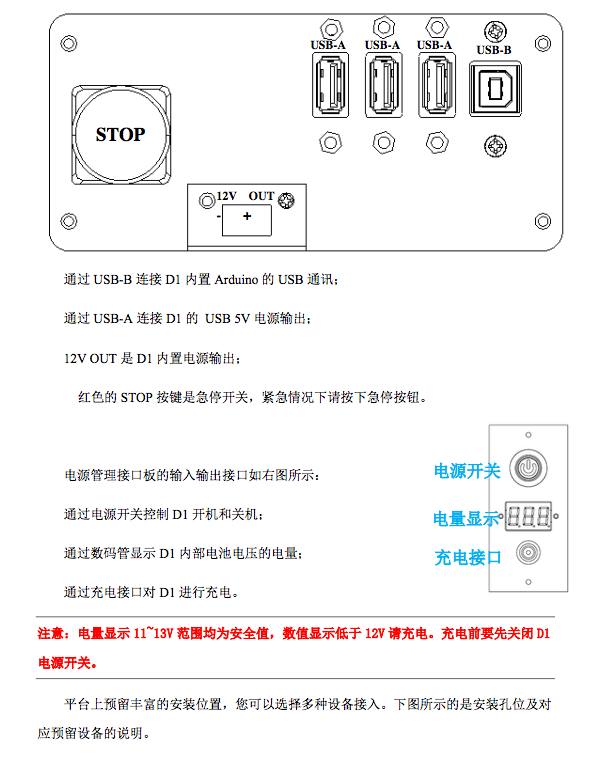 USB-A USB-A USB-A USB-B
STOP
12V OUT
- +
通过 USB-B 连接 D1 内置 Arduino 的 USB 通讯；
通过 USB-A 连接 D1 的 USB 5V 电源输出；
12V OUT 是 D1 内置电源输出；
红色的 STOP 按键是急停开关，紧急情况下请按下急停按钮。
电源管理接口板的输入输出接口如右图所示：
通过电源开关控制 D1 开机和关机；
通过数码管显示 D1 内部电池电压的电量；
通过充电接口对 D1 进行充电。
电源开关
电量显示
8.8.8.
充电接口
注意：电量显示 11~13V 范围均为安全值，数值显示低于 12V 请充电。充电前要先关闭 D1
电源开关。
平台上预留丰富的安装位置，您可以选择多种设备接入。下图所示的是安装孔位及对
应预留设备的说明。